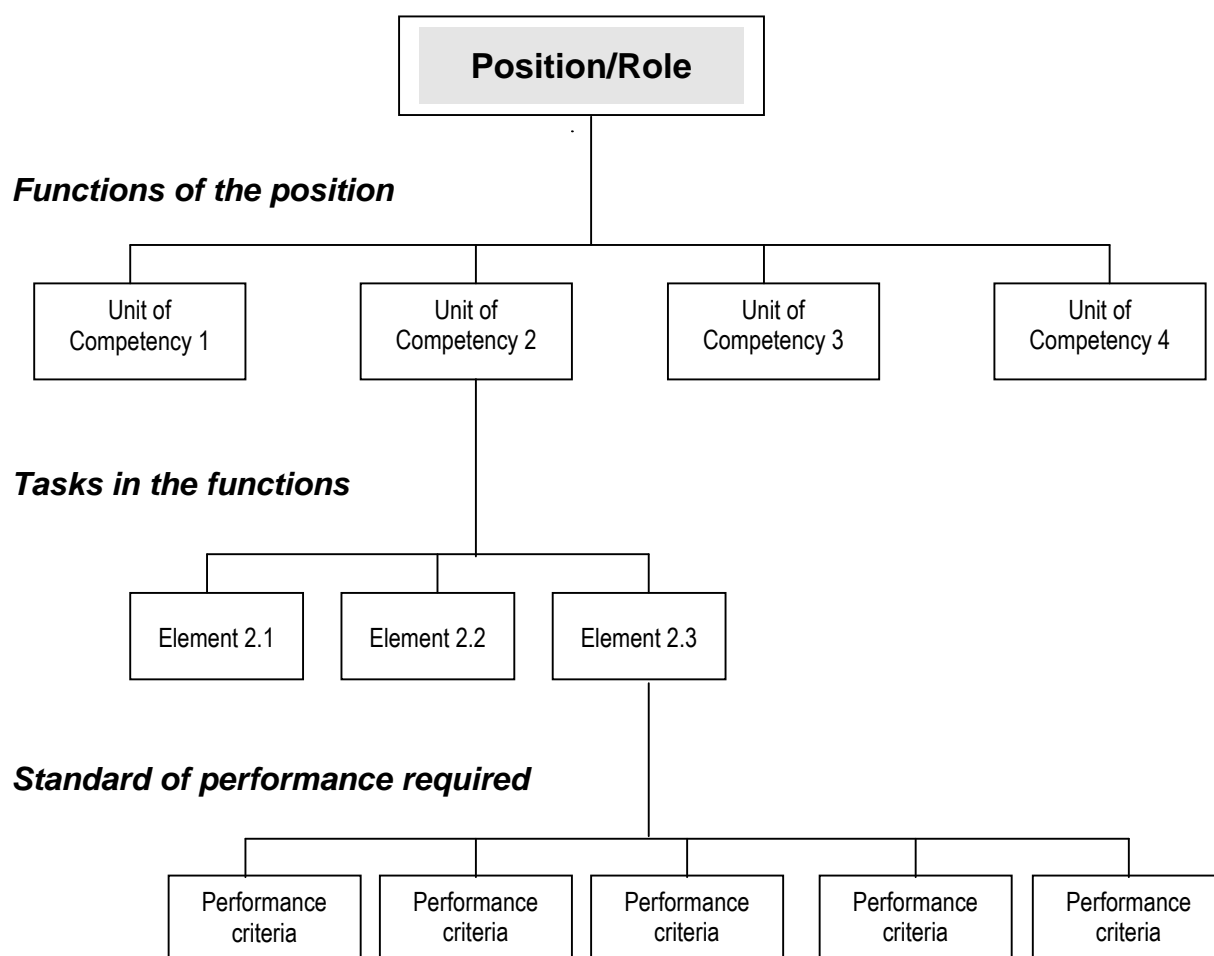 Position/Role
Functions of the position
Unit of
Competency 1
Unit of
Competency 2
Unit of
Competency 3
Unit of
Competency 4
Tasks in the functions
Element 2.1
Element 2.2
Element 2.3
Standard of performance required
Performance
criteria
Performance
criteria
Performance
criteria
Performance
criteria
Performance
criteria